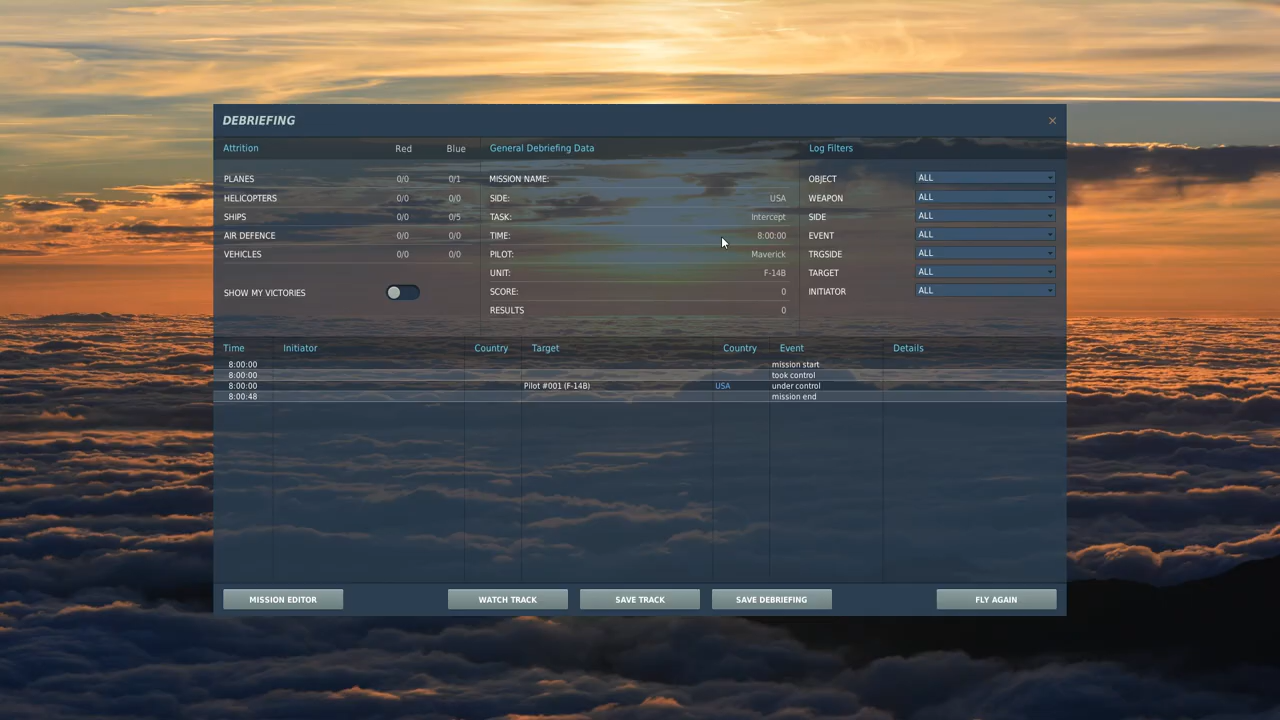 DEBRIEFING
Attrition Red Blue
PLANES 0/0 0/1
HELICOPTERS 0/0 0/0
SHIPS 0/0 0/5
AIR DEFENCE 0/0 0/0
VEHICLES 0/0 0/0
SHOW MY VICTORIES
General Debriefing Data
MISSION NAME:
SIDE: USA
TASK: Intercept
TIME: 8:00:00
PILOT: Maverick
UNIT: F-14B
SCORE: 0
RESULTS 0
Log Filters
OBJECT ALL
WEAPON ALL
SIDE ALL
EVENT ALL
TRGSIDE ALL
TARGET ALL
INITIATOR ALL
Time Initiator Country Target Country Event Details
8:00:00 mission start
8:00:00 took control
8:00:00 Pilot #001 (F-14B) USA under control
8:00:48 mission end
MISSION EDITOR WATCH TRACK SAVE TRACK SAVE DEBRIEFING FLY AGAIN